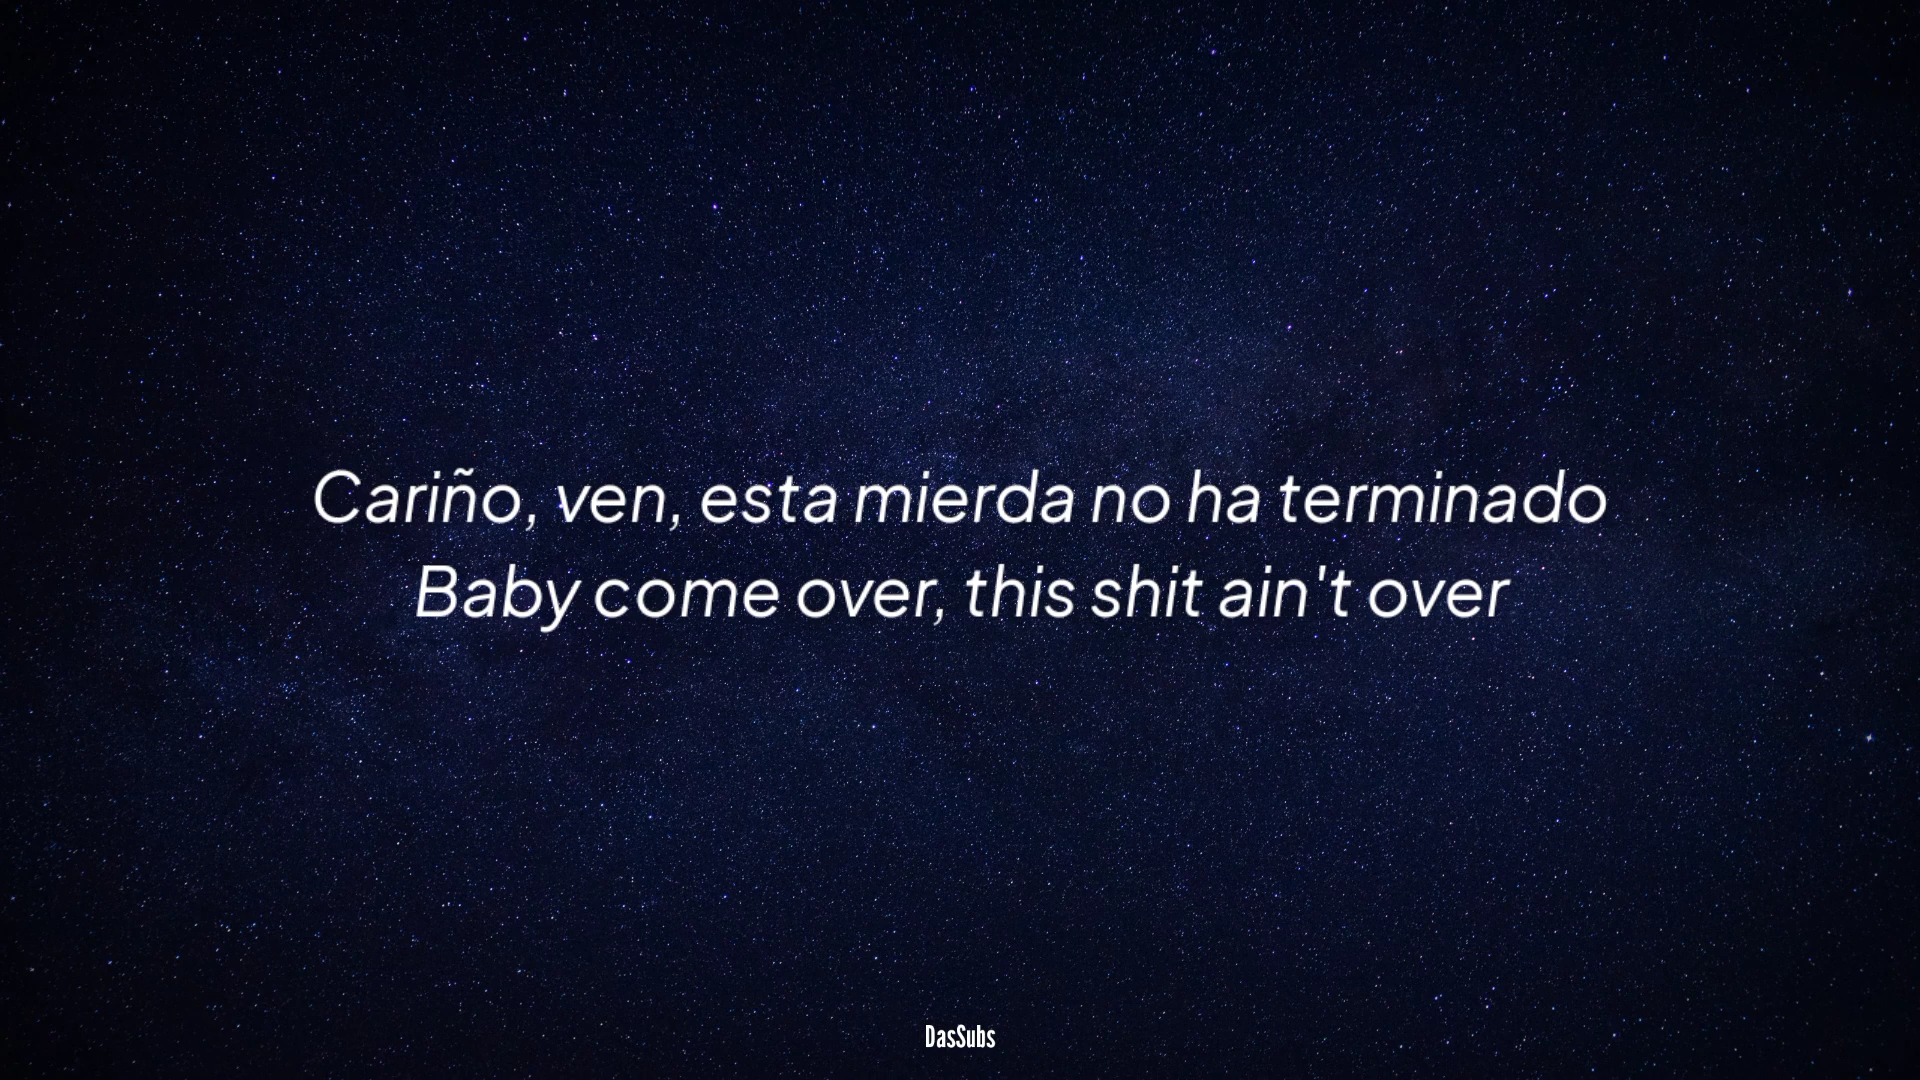 Cariño, ven, esta mierda no ha terminado
Baby come over, this shit ain't over
DasSubs